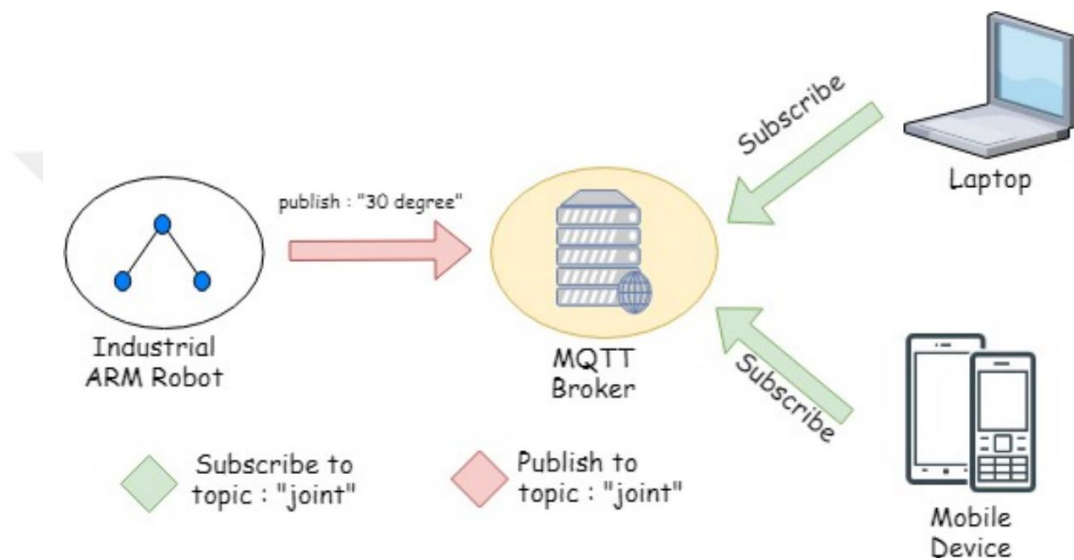 Subscribe
Laptop
publish : "30 degree"
Industrial
ARM Robot
MQTT
Broker
Subscribe
Subscribe to
topic : "joint"
Publish to
topic : "joint"
Mobile
Device